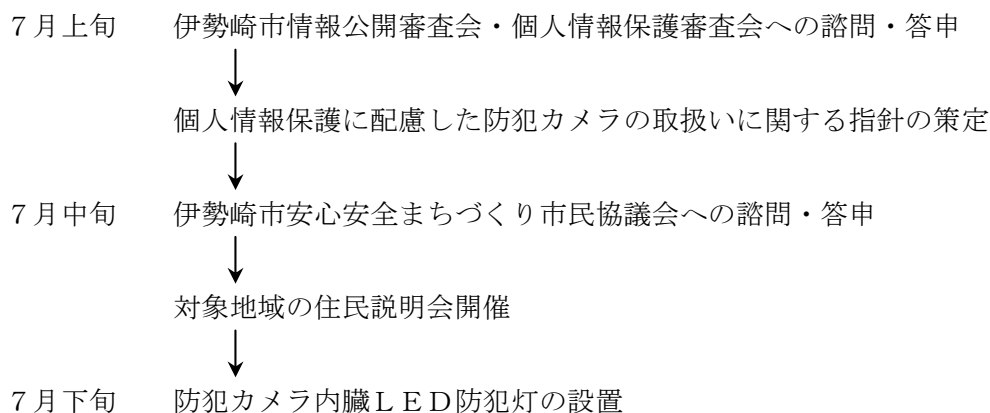 ７月上旬　伊勢崎市情報公開審査会・個人情報保護審査会への諮問・答申
個人情報保護に配慮した防犯カメラの取扱いに関する指針の策定
７月中旬　伊勢崎市安心安全まちづくり市民協議会への諮問・答申
対象地域の住民説明会開催
７月下旬　防犯カメラ内臓ＬＥＤ防犯灯の設置